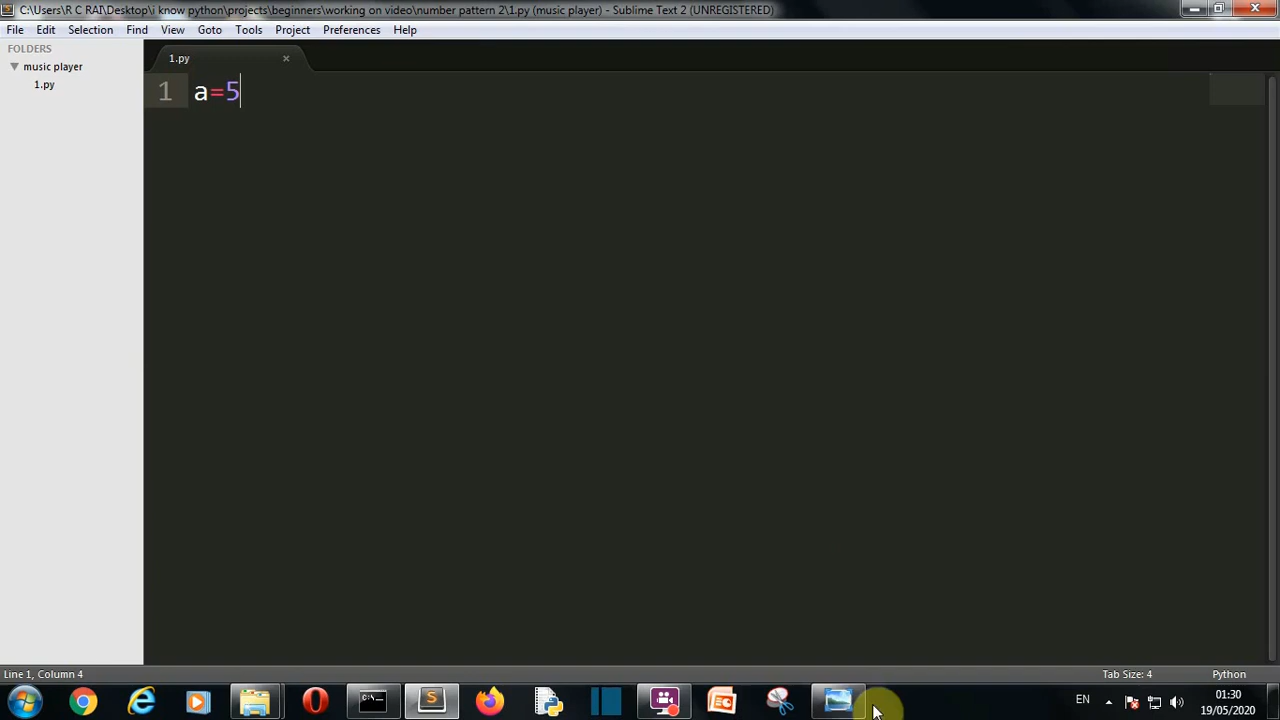 C:\Users\R C RAI\Desktop\i know python\projects\beginners\working on video\number pattern 2\1.py (music player) - Sublime Text 2 (UNREGISTERED)
File Edit Selection Find View Goto Tools Project Preferences Help
FOLDERS
music player
1.py
1.py
1 a=5
Line 1, Column 4
Tab Size: 4 Python
EN
01:30
19/05/2020